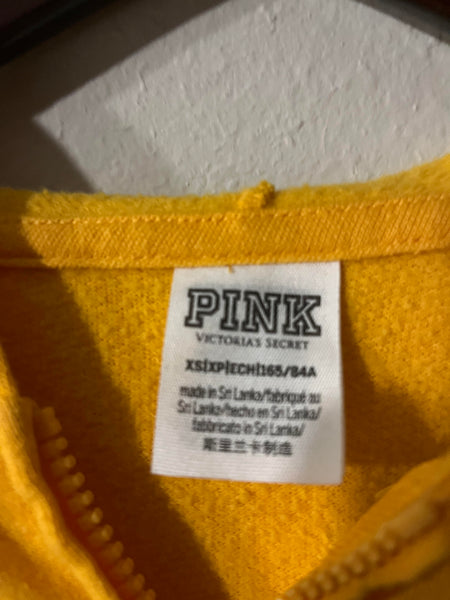 PINK
VICTORIA'S SECRET
XS|XP|ECH|165/84A
made in Sri Lanka/fabriqué au
Sri Lanka/hecho en Sri Lanka/
fabbricato in Sri Lanka/
斯里兰卡制造